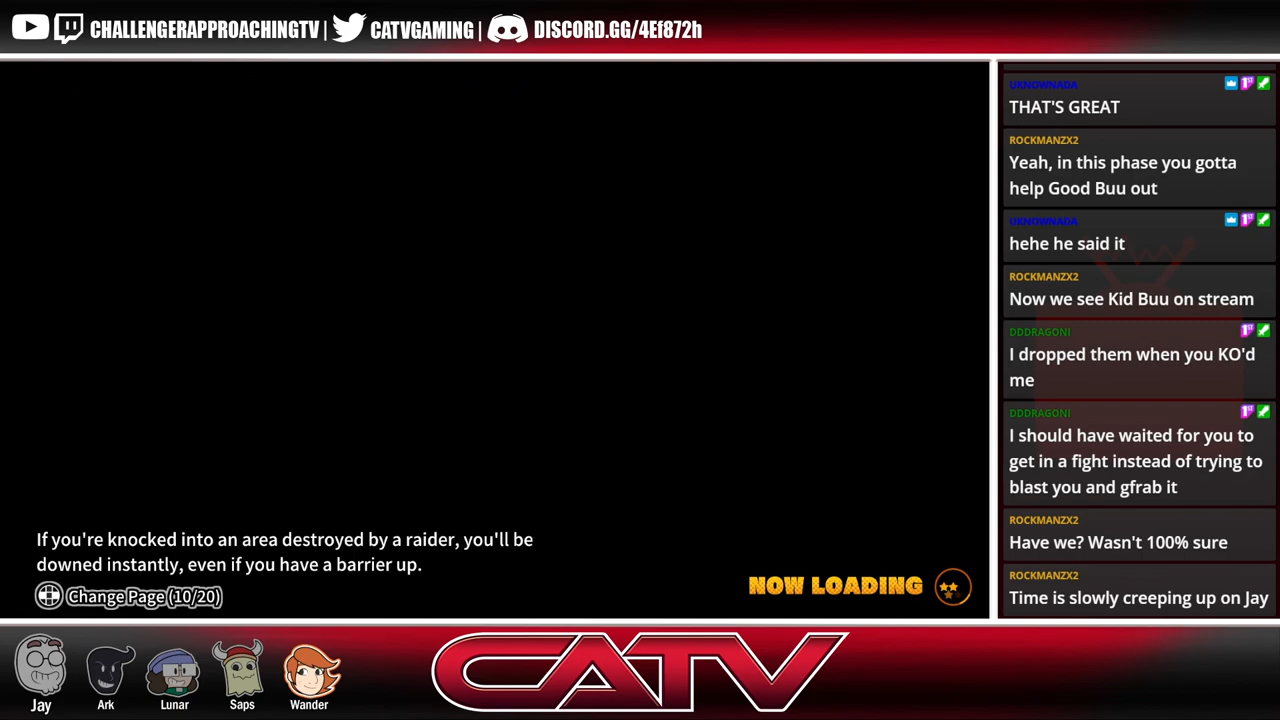 CHALLENGERAPPROACHINGTV | CATVGAMING | DISCORD.GG/4Ef872h
UKNOWNADA
THAT'S GREAT
ROCKMANZX2
Yeah, in this phase you gotta
help Good Buu out
UKNOWNADA
hehe he said it
ROCKMANZX2
Now we see Kid Buu on stream
DDDRAGONI
I dropped them when you KO'd
me
DDDRAGONI
I should have waited for you to
get in a fight instead of trying to
blast you and gfrab it
ROCKMANZX2
Have we? Wasn't 100% sure
ROCKMANZX2
Time is slowly creeping up on Jay
If you're knocked into an area destroyed by a raider, you'll be
downed instantly, even if you have a barrier up.
Change Page (10/20)
NOW LOADING
Jay Ark Lunar Saps Wander
CATV